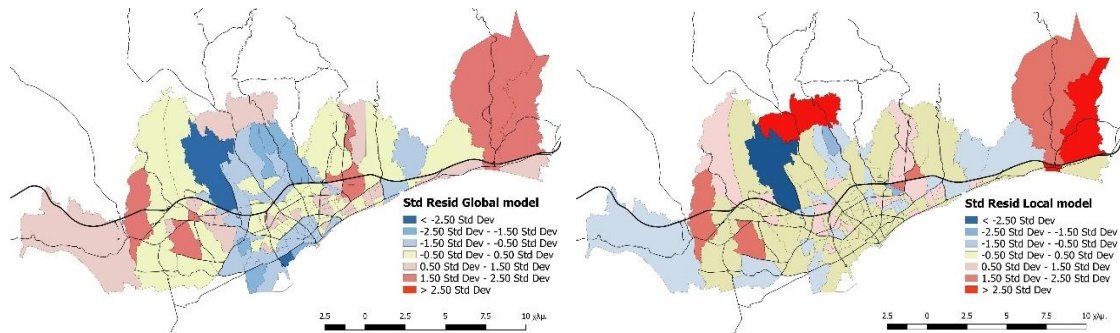 Std Resid Global model
< -2.50 Std Dev
-2.50 Std Dev - -1.50 Std Dev
-1.50 Std Dev - -0.50 Std Dev
-0.50 Std Dev - 0.50 Std Dev
0.50 Std Dev - 1.50 Std Dev
1.50 Std Dev - 2.50 Std Dev
> 2.50 Std Dev
2.5 0 2.5 5 7.5 10 χλμ.
Std Resid Local model
< -2.50 Std Dev
-2.50 Std Dev - -1.50 Std Dev
-1.50 Std Dev - -0.50 Std Dev
-0.50 Std Dev - 0.50 Std Dev
0.50 Std Dev - 1.50 Std Dev
1.50 Std Dev - 2.50 Std Dev
> 2.50 Std Dev
2.5 0 2.5 5 7.5 10 χλμ.